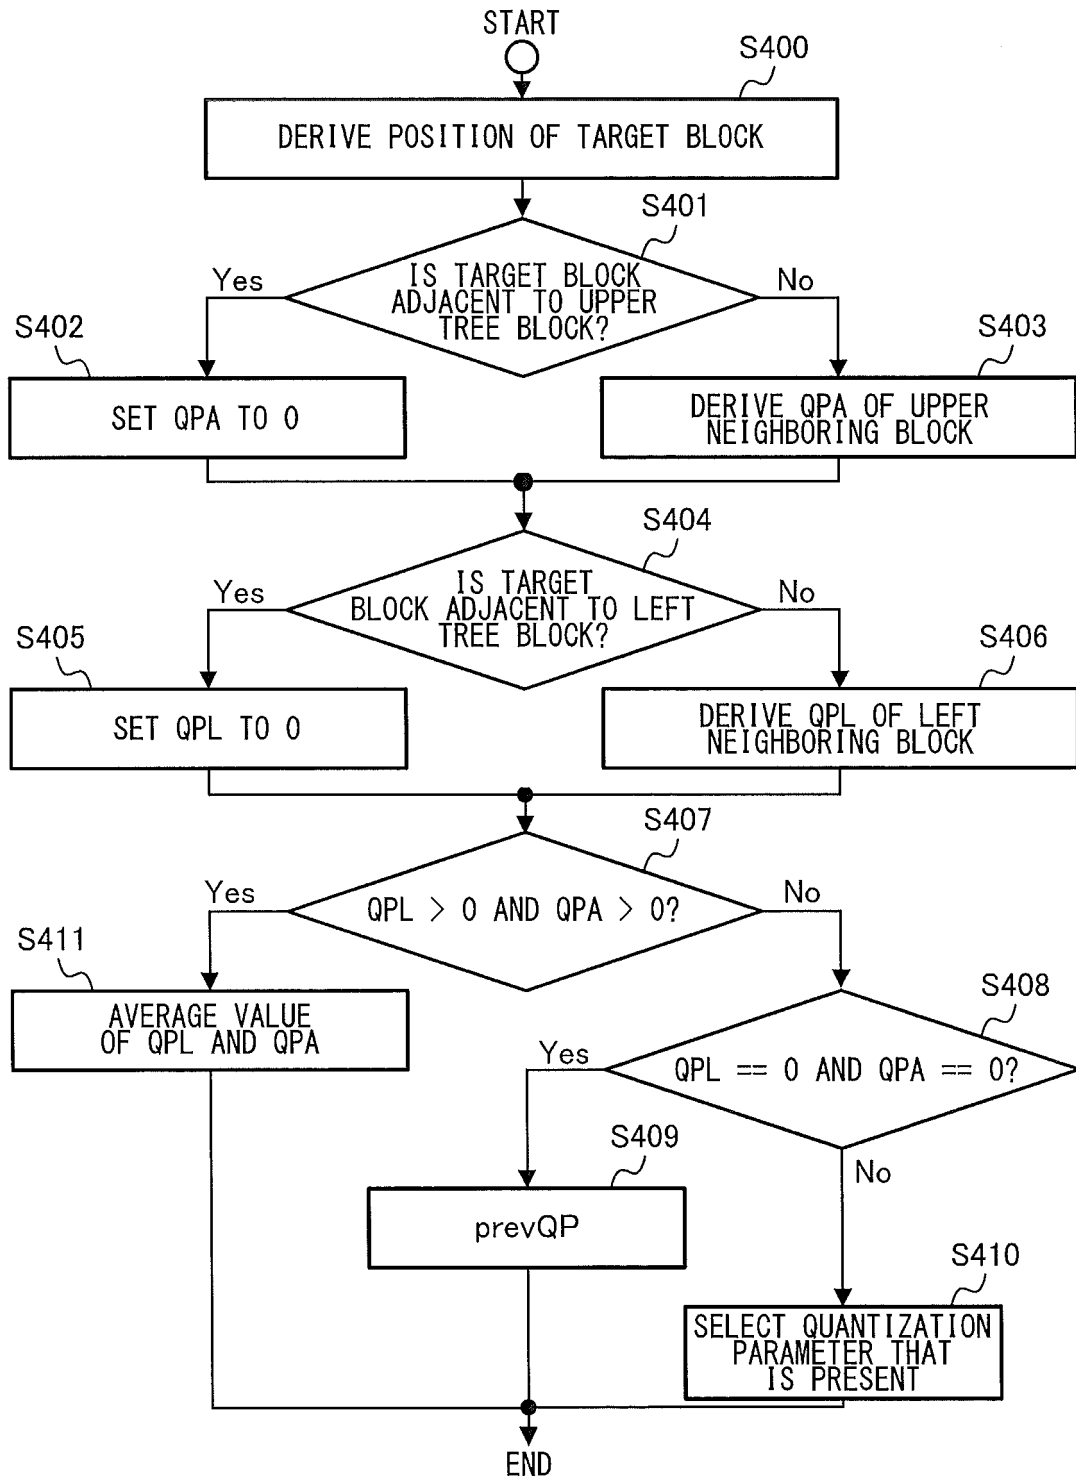 START
S400
DERIVE POSITION OF TARGET BLOCK
S401
IS TARGET BLOCK
ADJACENT TO UPPER
TREE BLOCK?
Yes
No
S402
SET QPA TO 0
S403
DERIVE QPA OF UPPER
NEIGHBORING BLOCK
S404
IS TARGET
BLOCK ADJACENT TO LEFT
TREE BLOCK?
Yes
No
S405
SET QPL TO 0
S406
DERIVE QPL OF LEFT
NEIGHBORING BLOCK
S407
QPL > 0 AND QPA > 0?
Yes
No
S411
AVERAGE VALUE
OF QPL AND QPA
S408
QPL == 0 AND QPA == 0?
Yes
No
S409
prevQP
S410
SELECT QUANTIZATION
PARAMETER THAT
IS PRESENT
END